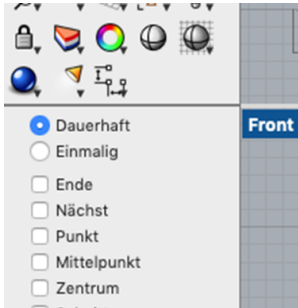 Dauerhaft
Front
Einmalig
Ende
Nächst
Punkt
Mittelpunkt
Zentrum